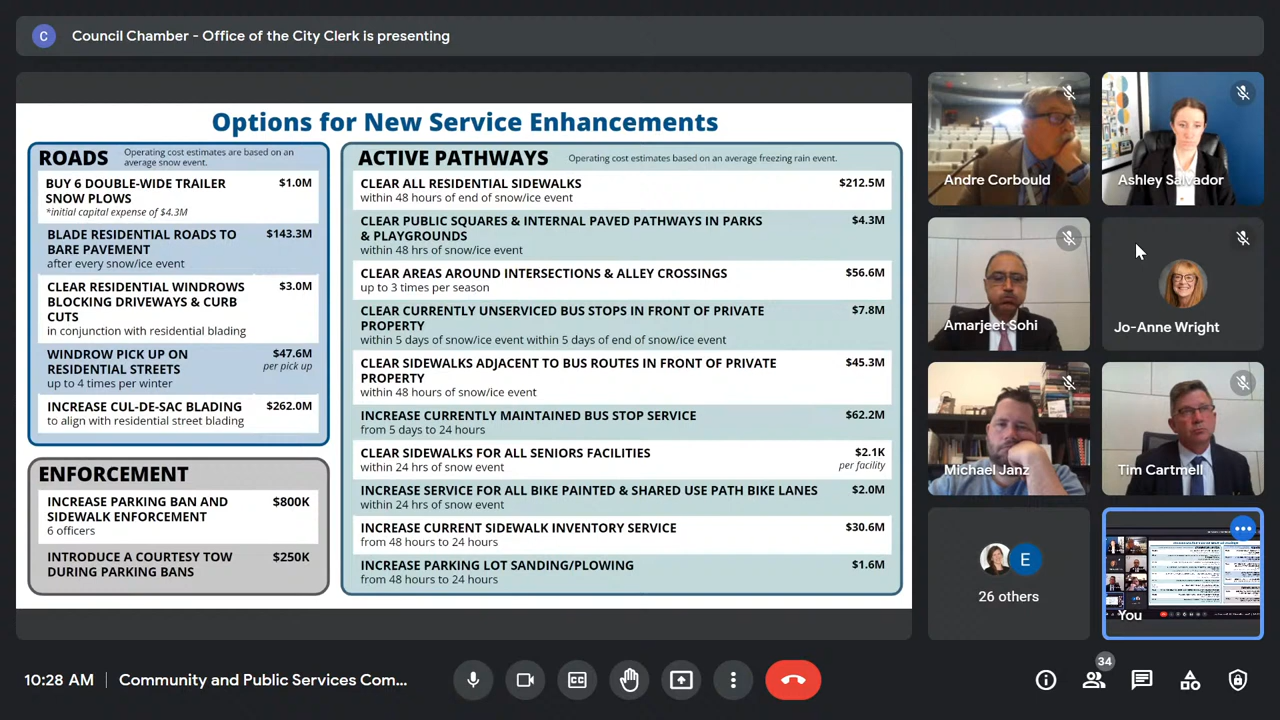 C Council Chamber - Office of the City Clerk is presenting
Options for New Service Enhancements
ROADS
Operating cost estimates are based on an
average snow event.
BUY 6 DOUBLE-WIDE TRAILER $1.0M
SNOW PLOWS
*initial capital expense of $4.3M
BLADE RESIDENTIAL ROADS TO $143.3M
BARE PAVEMENT
after every snow/ice event
CLEAR RESIDENTIAL WINDROWS $3.0M
BLOCKING DRIVEWAYS & CURB
CUTS
in conjunction with residential blading
WINDROW PICK UP ON $47.6M
RESIDENTIAL STREETS per pick up
up to 4 times per winter
INCREASE CUL-DE-SAC BLADING $262.0M
to align with residential street blading
ENFORCEMENT
INCREASE PARKING BAN AND $800K
SIDEWALK ENFORCEMENT
6 officers
INTRODUCE A COURTESY TOW $250K
DURING PARKING BANS
ACTIVE PATHWAYS Operating cost estimates based on an average freezing rain event.
CLEAR ALL RESIDENTIAL SIDEWALKS $212.5M
within 48 hours of end of snow/ice event
CLEAR PUBLIC SQUARES & INTERNAL PAVED PATHWAYS IN PARKS $4.3M
& PLAYGROUNDS
within 48 hrs of snow/ice event
CLEAR AREAS AROUND INTERSECTIONS & ALLEY CROSSINGS $56.6M
up to 3 times per season
CLEAR CURRENTLY UNSERVICED BUS STOPS IN FRONT OF PRIVATE $7.8M
PROPERTY
within 5 days of snow/ice event within 5 days of end of snow/ice event
CLEAR SIDEWALKS ADJACENT TO BUS ROUTES IN FRONT OF PRIVATE $45.3M
PROPERTY
within 48 hours of snow/ice event
INCREASE CURRENTLY MAINTAINED BUS STOP SERVICE $62.2M
from 5 days to 24 hours
CLEAR SIDEWALKS FOR ALL SENIORS FACILITIES $2.1K
within 24 hrs of snow event per facility
INCREASE SERVICE FOR ALL BIKE PAINTED & SHARED USE PATH BIKE LANES $2.0M
within 24 hrs of snow event
INCREASE CURRENT SIDEWALK INVENTORY SERVICE $30.6M
from 48 hours to 24 hours
INCREASE PARKING LOT SANDING/PLOWING $1.6M
from 48 hours to 24 hours
Andre Corbould
Ashley Salvador
Amarjeet Sohi
Jo-Anne Wright
Michael Janz
Tim Cartmell
E
26 others
You
10:28 AM Community and Public Services Com...
CC
34